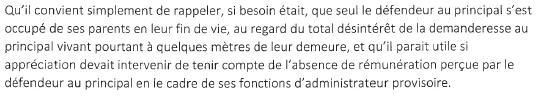 Qu'il convient simplement de rappeler, si besoin était, que seul le défendeur au principal s'est
occupé de ses parents en leur fin de vie, au regard du total désintérêt de la demanderesse au
principal vivant pourtant à quelques mètres de leur demeure, et qu'il parait utile si
appréciation devait intervenir de tenir compte de l'absence de rémunération perçue par le
défendeur au principal en le cadre de ses fonctions d'administrateur provisoire.